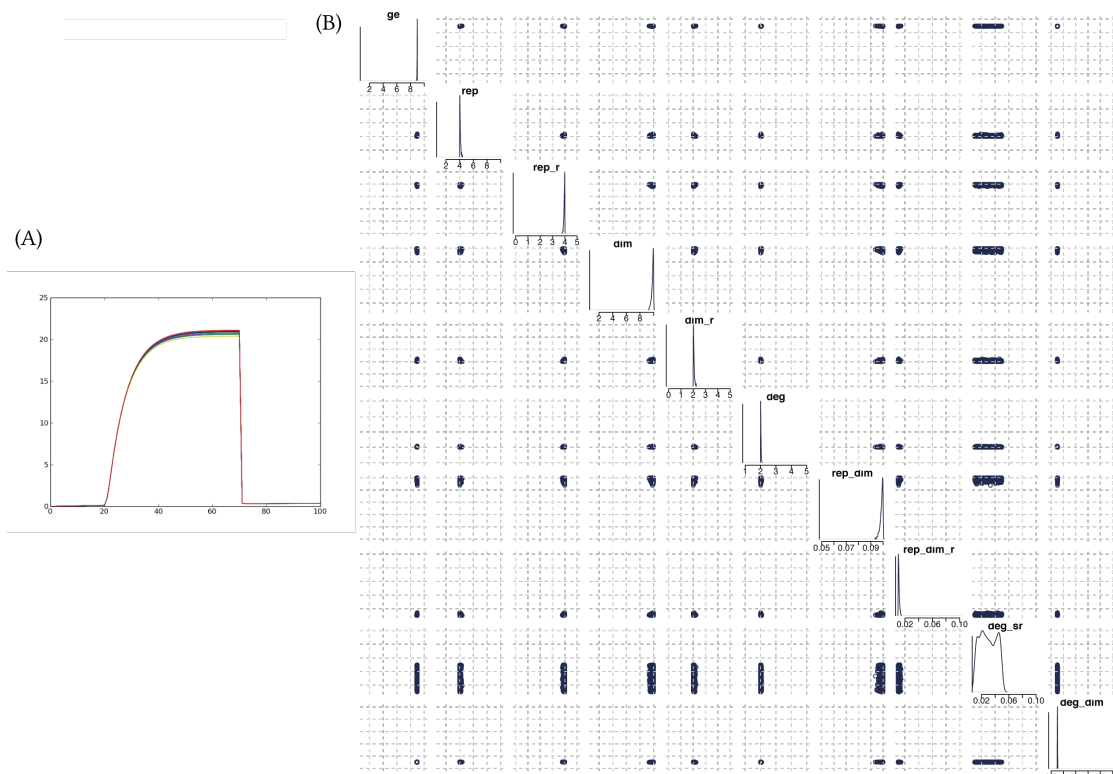 (B)
ge
2 4 6 8
rep
2 4 6 8
rep_r
0 1 2 3 4 5
dim
2 4 6 8
(A)
25
20
15
10
5
0
0 20 40 60 80 100
dim_r
0 1 2 3 4 5
deg
1 2 3 4 5
rep_dim
0.05 0.07 0.09
rep_dim_r
0.02 0.06 0.10
deg_sr
0.02 0.06 0.10
deg_dim